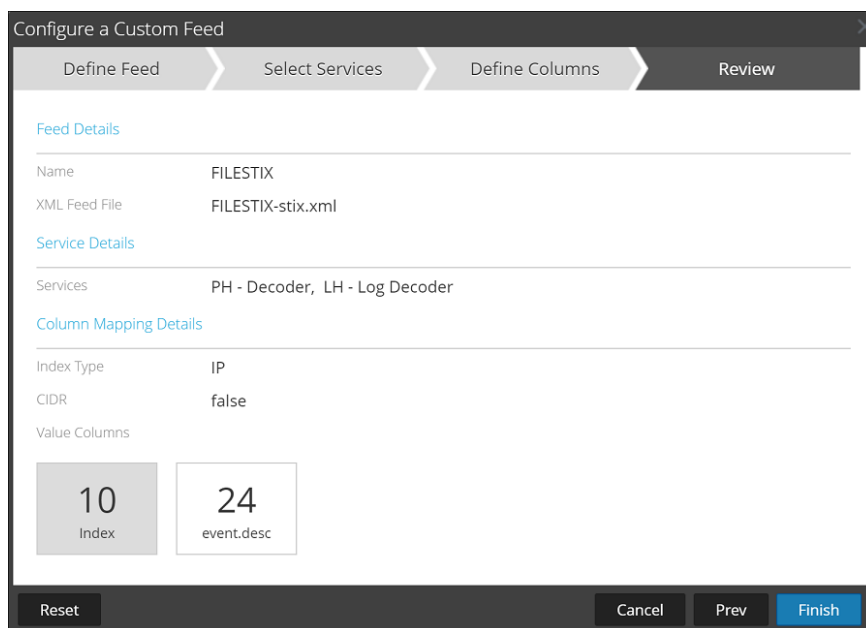 Configure a Custom Feed
Define Feed Select Services Define Columns Review
Feed Details
Name FILESTIX
XML Feed File FILESTIX-stix.xml
Service Details
Services PH - Decoder, LH - Log Decoder
Column Mapping Details
Index Type IP
CIDR false
Value Columns
10 24
Index event.desc
Reset Cancel Prev Finish